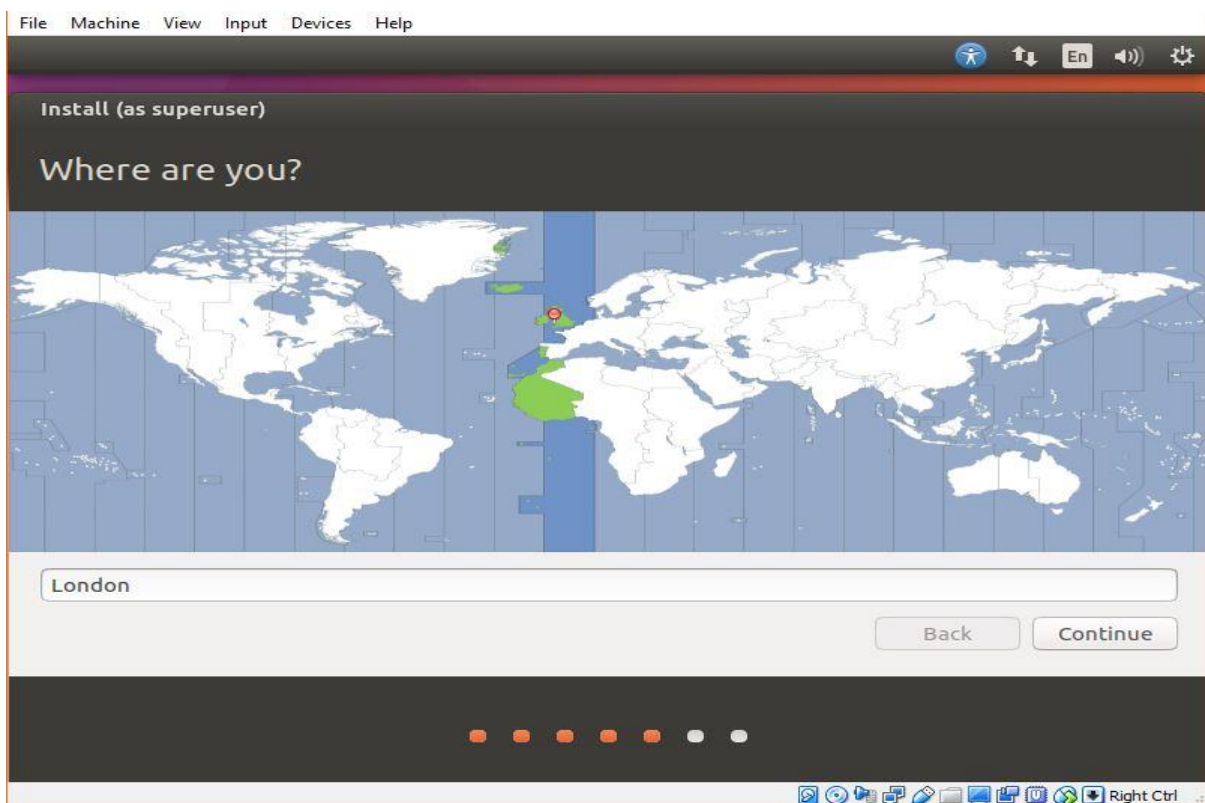 File Machine View Input Devices Help
En
Install (as superuser)
Where are you?
London
Back Continue
Right Ctrl